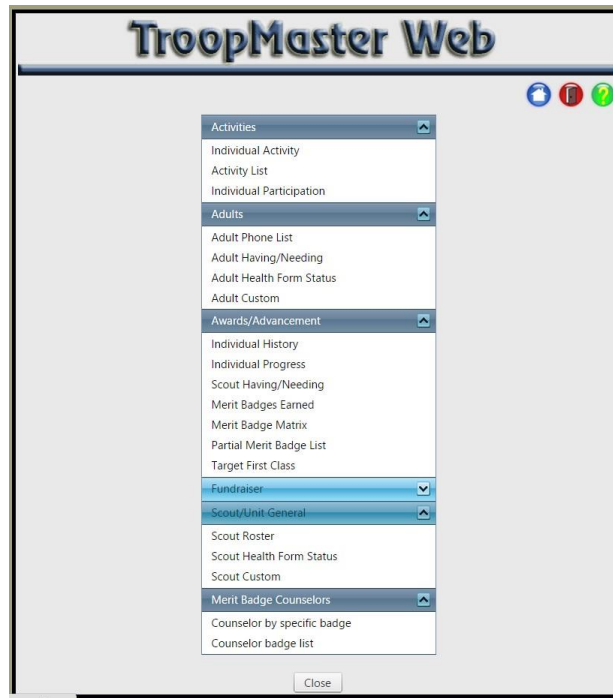 TroopMaster Web
?
Activities
Individual Activity
Activity List
Individual Participation
Adults
Adult Phone List
Adult Having/Needing
Adult Health Form Status
Adult Custom
Awards/Advancement
Individual History
Individual Progress
Scout Having/Needing
Merit Badges Earned
Merit Badge Matrix
Partial Merit Badge List
Target First Class
Fundraiser
Scout/Unit General
Scout Roster
Scout Health Form Status
Scout Custom
Merit Badge Counselors
Counselor by specific badge
Counselor badge list
Close